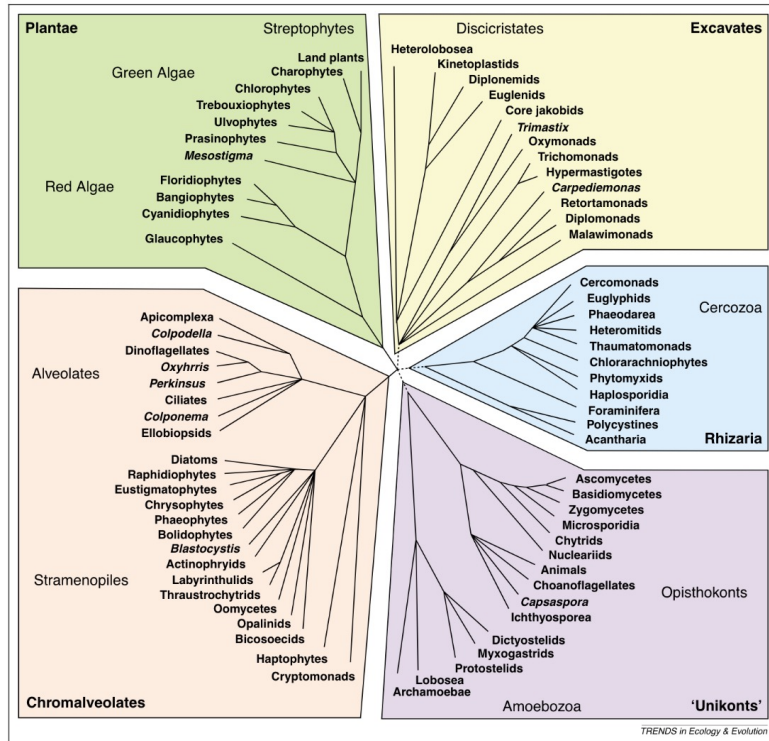 Plantae
Streptophytes
Land plants
Green Algae
Charophytes
Chlorophytes
Trebouxiophytes
Ulvophytes
Prasinophytes
Mesostigma
Red Algae
Floridiophytes
Bangiophytes
Cyanidiophytes
Glaucophytes
Discicristates
Excavates
Heterolobosea
Kinetoplastids
Diplonemids
Euglenids
Core jakobids
Trimastix
Oxymonads
Trichomonads
Hypermastigotes
Carpediemonas
Retortamonads
Diplomonads
Malawimonads
Cercomonads
Euglyphids
Cercozoa
Phaeodarea
Heteromitids
Thaumatomonads
Chlorarachniophytes
Phytomyxids
Haplosporidia
Foraminifera
Polycystines
Acantharia
Rhizaria
Apicomplexa
Colpodella
Dinoflagellates
Alveolates
Oxyhrris
Perkinsus
Ciliates
Colponema
Ellobiopsids
Diatoms
Raphidiophytes
Eustigmatophytes
Chrysophytes
Phaeophytes
Bolidophytes
Blastocystis
Actinophryids
Stramenopiles
Labyrinthulids
Thraustrochytrids
Oomycetes
Opalinids
Bicosoecids
Haptophytes
Cryptomonads
Chromalveolates
Ascomycetes
Basidiomycetes
Zygomycetes
Microsporidia
Chytrids
Nucleariids
Animals
Choanoflagellates
Opisthokonts
Capsaspora
Ichthyosporea
Dictyostelids
Myxogastrids
Protostelids
Lobosea
Archamoebae
Amoebozoa
‘Unikonts’
TRENDS in Ecology & Evolution